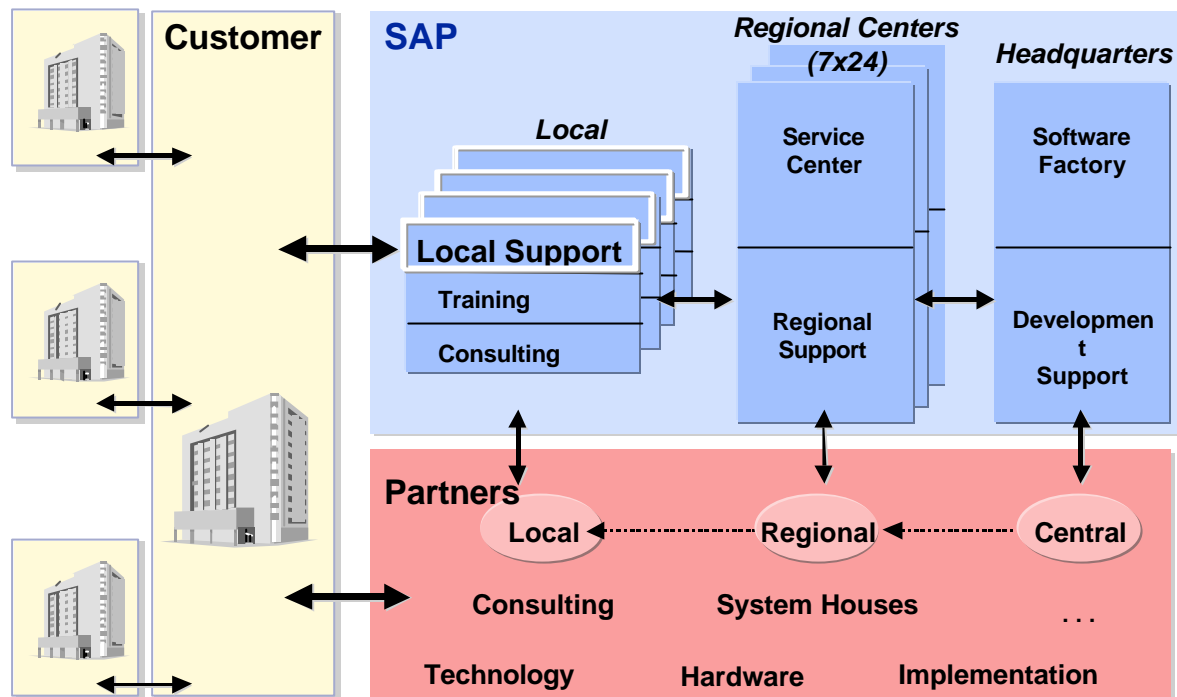 Customer
SAP
Regional Centers
(7x24)
Headquarters
Local
Service
Center
Software
Factory
Local Support
Training
Consulting
Regional
Support
Developmen
t
Support
Partners
Local
Regional
Central
Consulting
System Houses
...
Technology
Hardware
Implementation